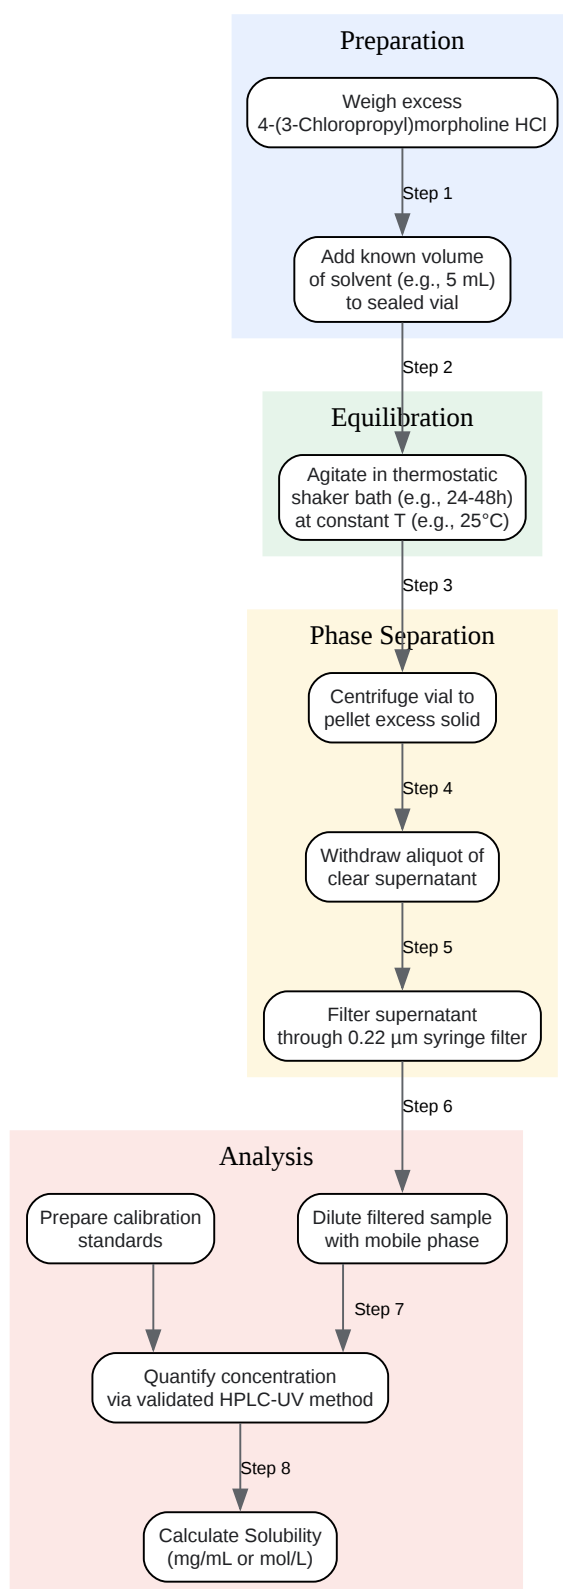 Preparation
Weigh excess
4-(3-Chloropropyl)morpholine HCl
Step 1
Add known volume
of solvent (e.g., 5 mL)
to sealed vial
Step 2
Equilibration
Agitate in thermostatic
shaker bath (e.g., 24-48h)
at constant T (e.g., 25°C)
Step 3
Phase Separation
Centrifuge vial to
pellet excess solid
Step 4
Withdraw aliquot of
clear supernatant
Step 5
Filter supernatant
through 0.22 µm syringe filter
Step 6
Analysis
Prepare calibration
standards
Dilute filtered sample
with mobile phase
Step 7
Quantify concentration
via validated HPLC-UV method
Step 8
Calculate Solubility
(mg/mL or mol/L)